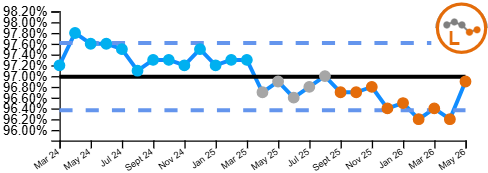 98.20%
98.00%
97.80%
97.60%
97.40%
97.20%
97.00%
96.80%
96.60%
96.40%
96.20%
96.00%
L
Mar 24
May 24
Jul 24
Sept 24
Nov 24
Jan 25
Mar 25
May 25
Jul 25
Sept 25
Nov 25
Jan 26
Mar 26
May 26